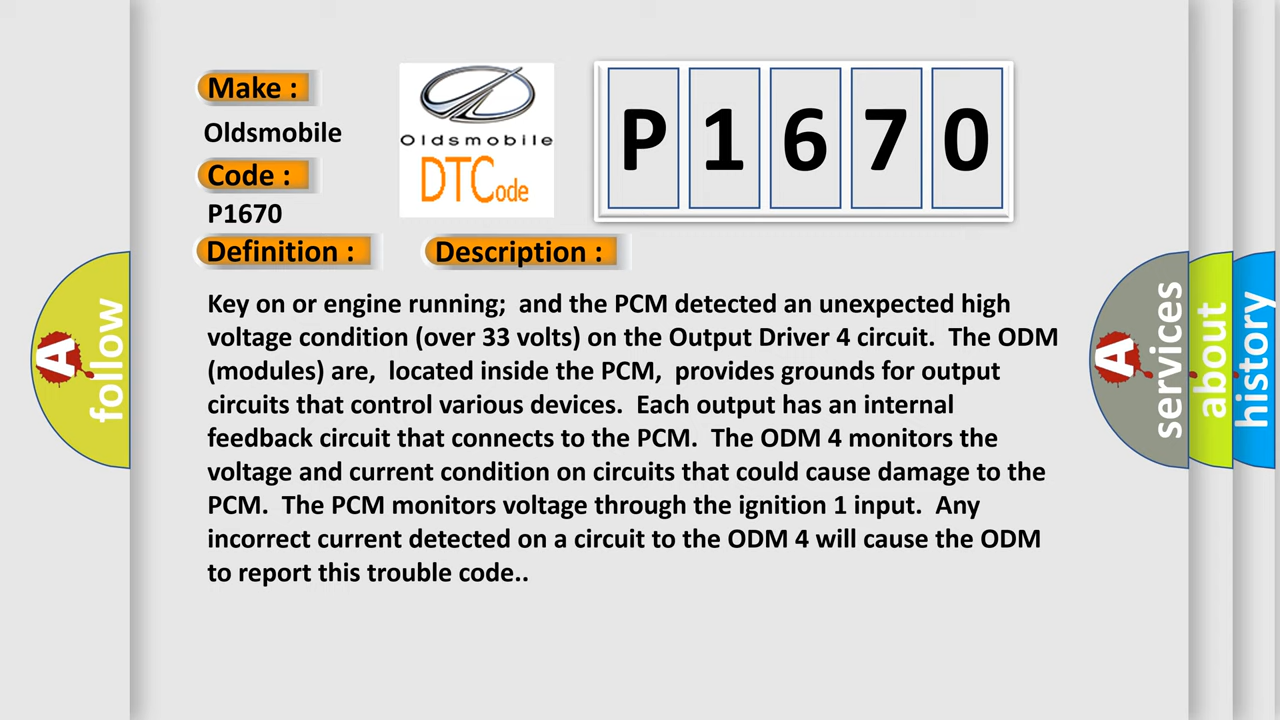 Make :
Oldsmobile
Code :
P1670
Definition :
Description :
Oldsmobile
DTCode
P1670
Key on or engine running;  and the PCM detected an unexpected high
voltage condition (over 33 volts) on the Output Driver 4 circuit.  The ODM
(modules) are,  located inside the PCM,  provides grounds for output
circuits that control various devices.  Each output has an internal
feedback circuit that connects to the PCM.  The ODM 4 monitors the
voltage and current condition on circuits that could cause damage to the
PCM.  The PCM monitors voltage through the ignition 1 input.  Any
incorrect current detected on a circuit to the ODM 4 will cause the ODM
to report this trouble code..
A follow
A services
about
history